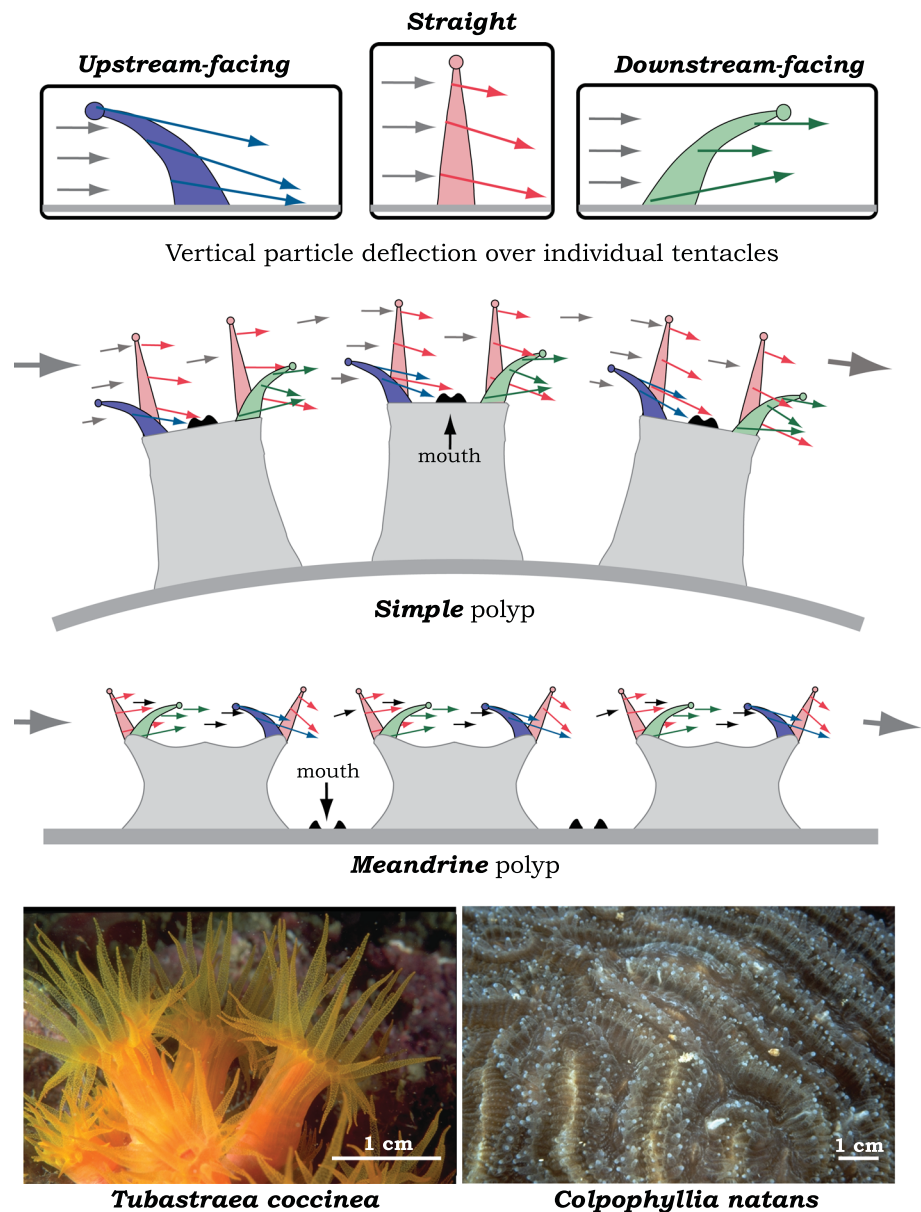 Straight
Upstream-facing
Downstream-facing
Vertical particle deflection over individual tentacles
mouth
Simple polyp
mouth
Meandrine polyp
1 cm
1 cm
Tubastraea coccinea
Colpophyllia natans